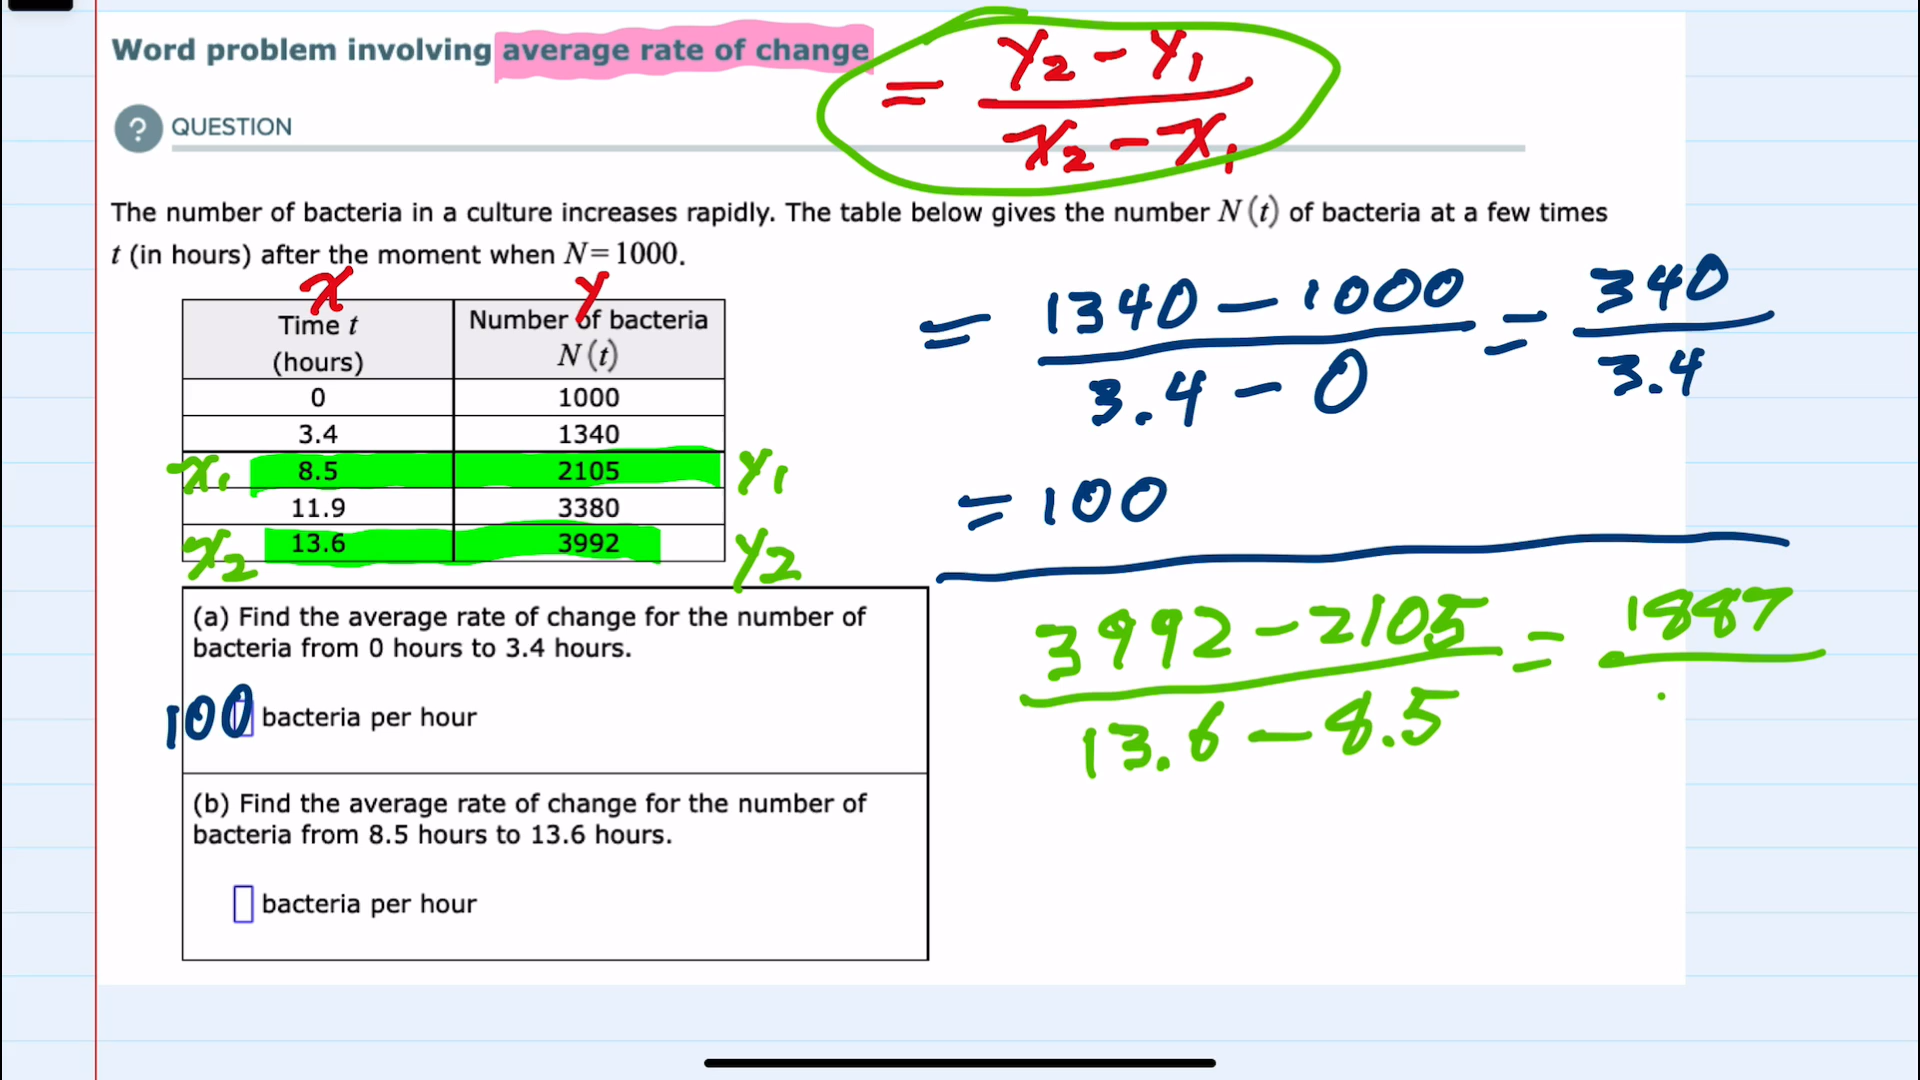 Word problem involving average rate of change = y2 - y1 / x2 - x1
? QUESTION
The number of bacteria in a culture increases rapidly. The table below gives the number N(t) of bacteria at a few times
t (in hours) after the moment when N=1000.
x y
Time t (hours) Number of bacteria N(t)
0 1000
3.4 1340
x1 8.5 2105 y1
11.9 3380
x2 13.6 3992 y2
(a) Find the average rate of change for the number of
bacteria from 0 hours to 3.4 hours.
100 bacteria per hour
(b) Find the average rate of change for the number of
bacteria from 8.5 hours to 13.6 hours.
bacteria per hour
= 1340 - 1000 / 3.4 - 0 = 340 / 3.4
= 100
3992 - 2105 / 13.6 - 8.5 = 1887